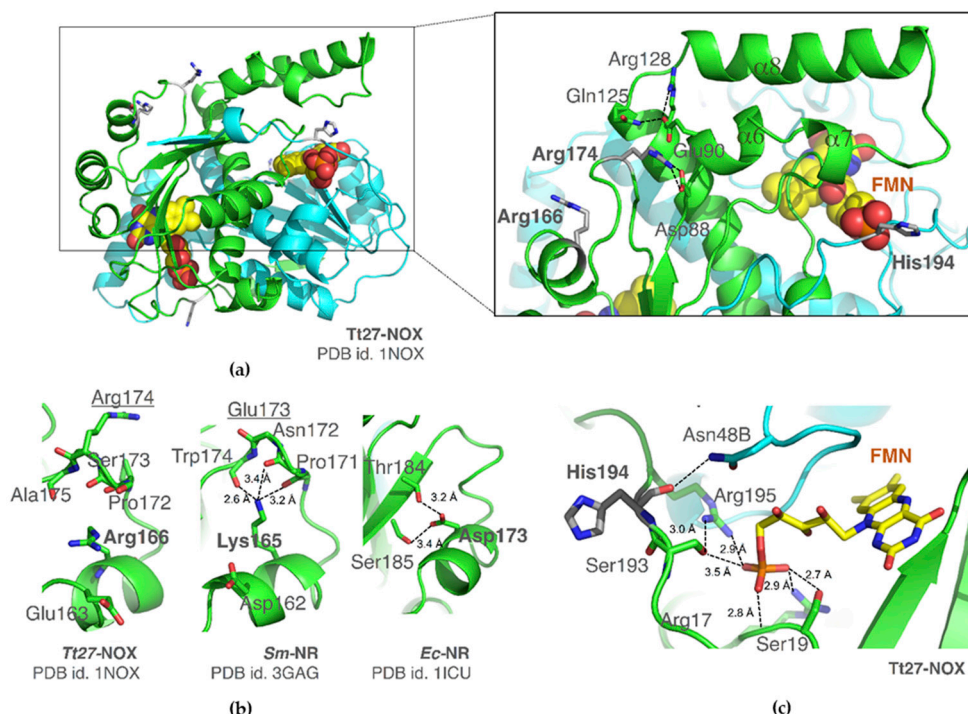 Arg128
Gln125
α8
Arg174
Glu90
α6
α7
FMN
Arg166
Asp88
His194
Tt27-NOX
PDB id. 1NOX
(a)
Arg174
Ser173
Ala175
Pro172
Arg166
Glu163
Tt27-NOX
PDB id. 1NOX
Glu173
Asn172
Trp174
Pro171
3.4 Å
2.6 Å
3.2 Å
Lys165
Asp162
Sm-NR
PDB id. 3GAG
Thr184
3.2 Å
Asp173
3.4 Å
Ser185
Ec-NR
PDB id. 1ICU
(b)
Asn48B
FMN
His194
Arg195
3.0 Å
2.9 Å
Ser193
3.5 Å
2.9 Å
2.7 Å
2.8 Å
Arg17
Ser19
Tt27-NOX
(c)